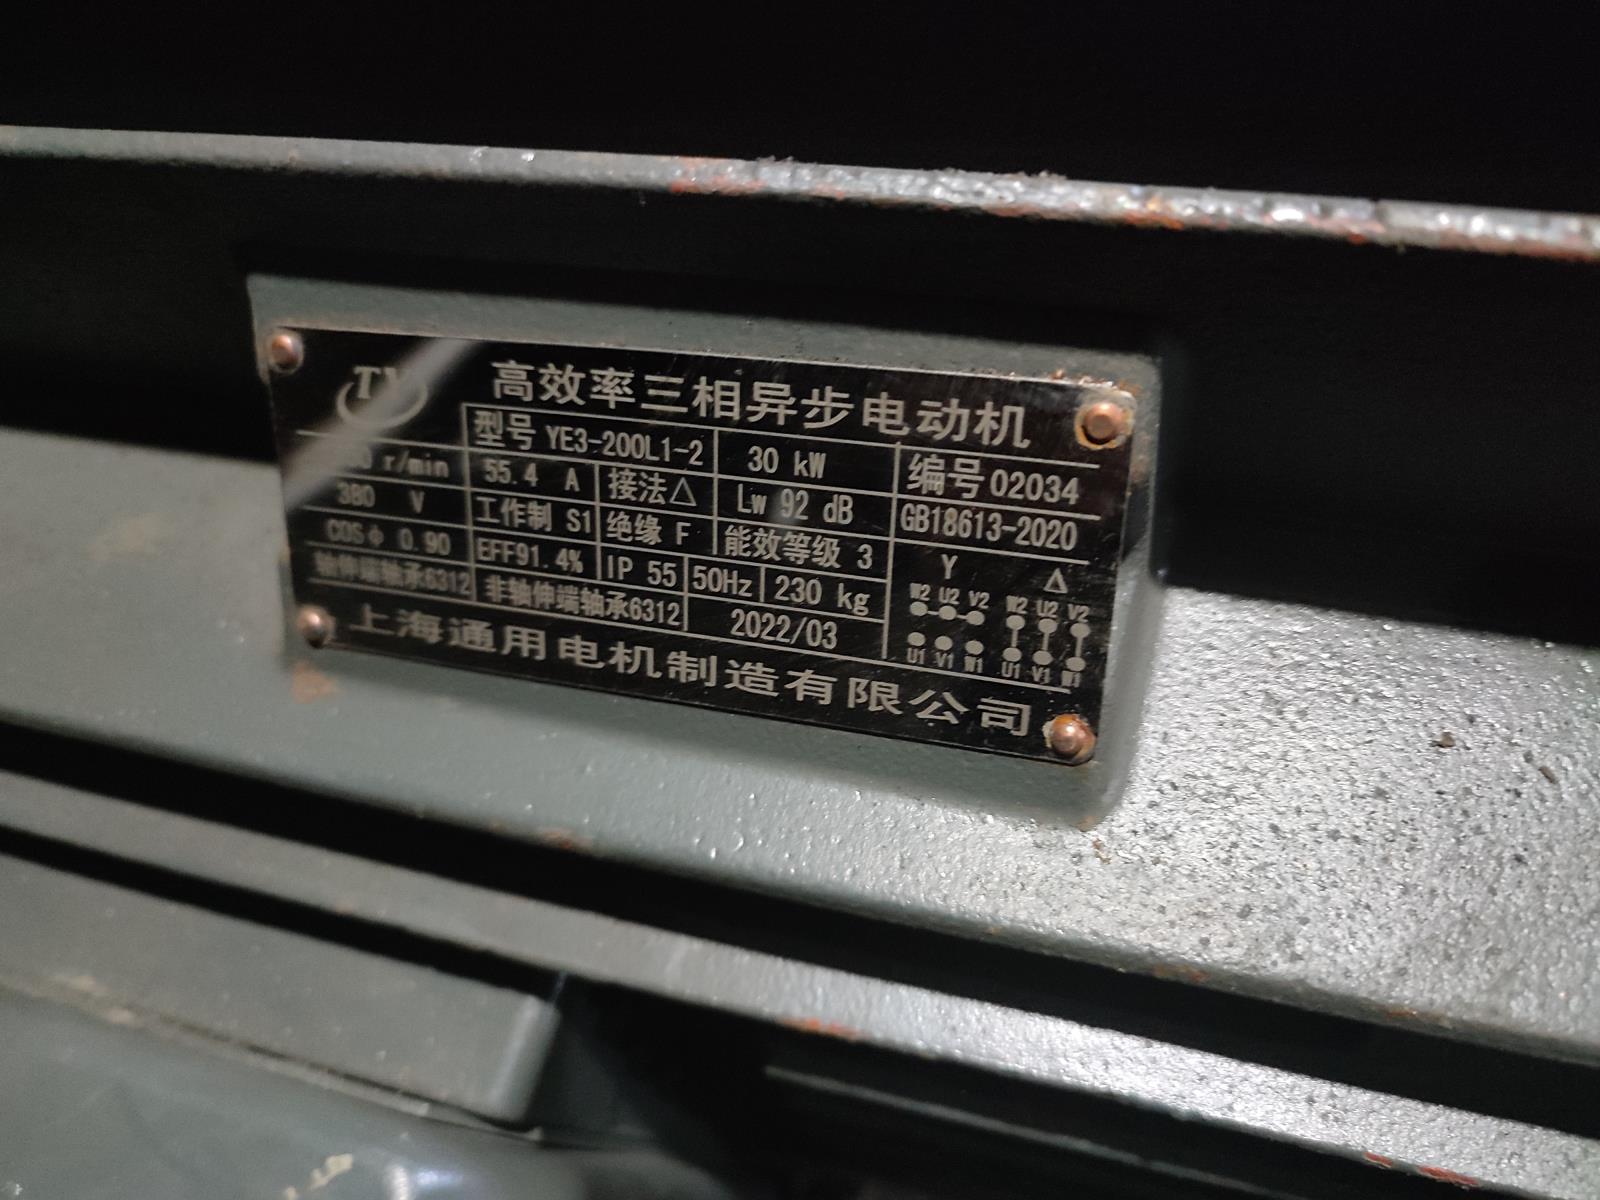 高效率三相异步电动机
型号 YE3-200L1-2 30 kW 编号 02034
r/min 55.4 A 接法△ Lw 92 dB GB18613-2020
380 V 工作制 S1 绝缘 F 能效等级 3
COSφ 0.90 EFF91.4% IP 55 50Hz 230 kg
轴伸端轴承6312 非轴伸端轴承6312 2022/03
Y △
W2 U2 V2 W2 U2 V2
U1 V1 W1 U1 V1 W1
上海通用电机制造有限公司